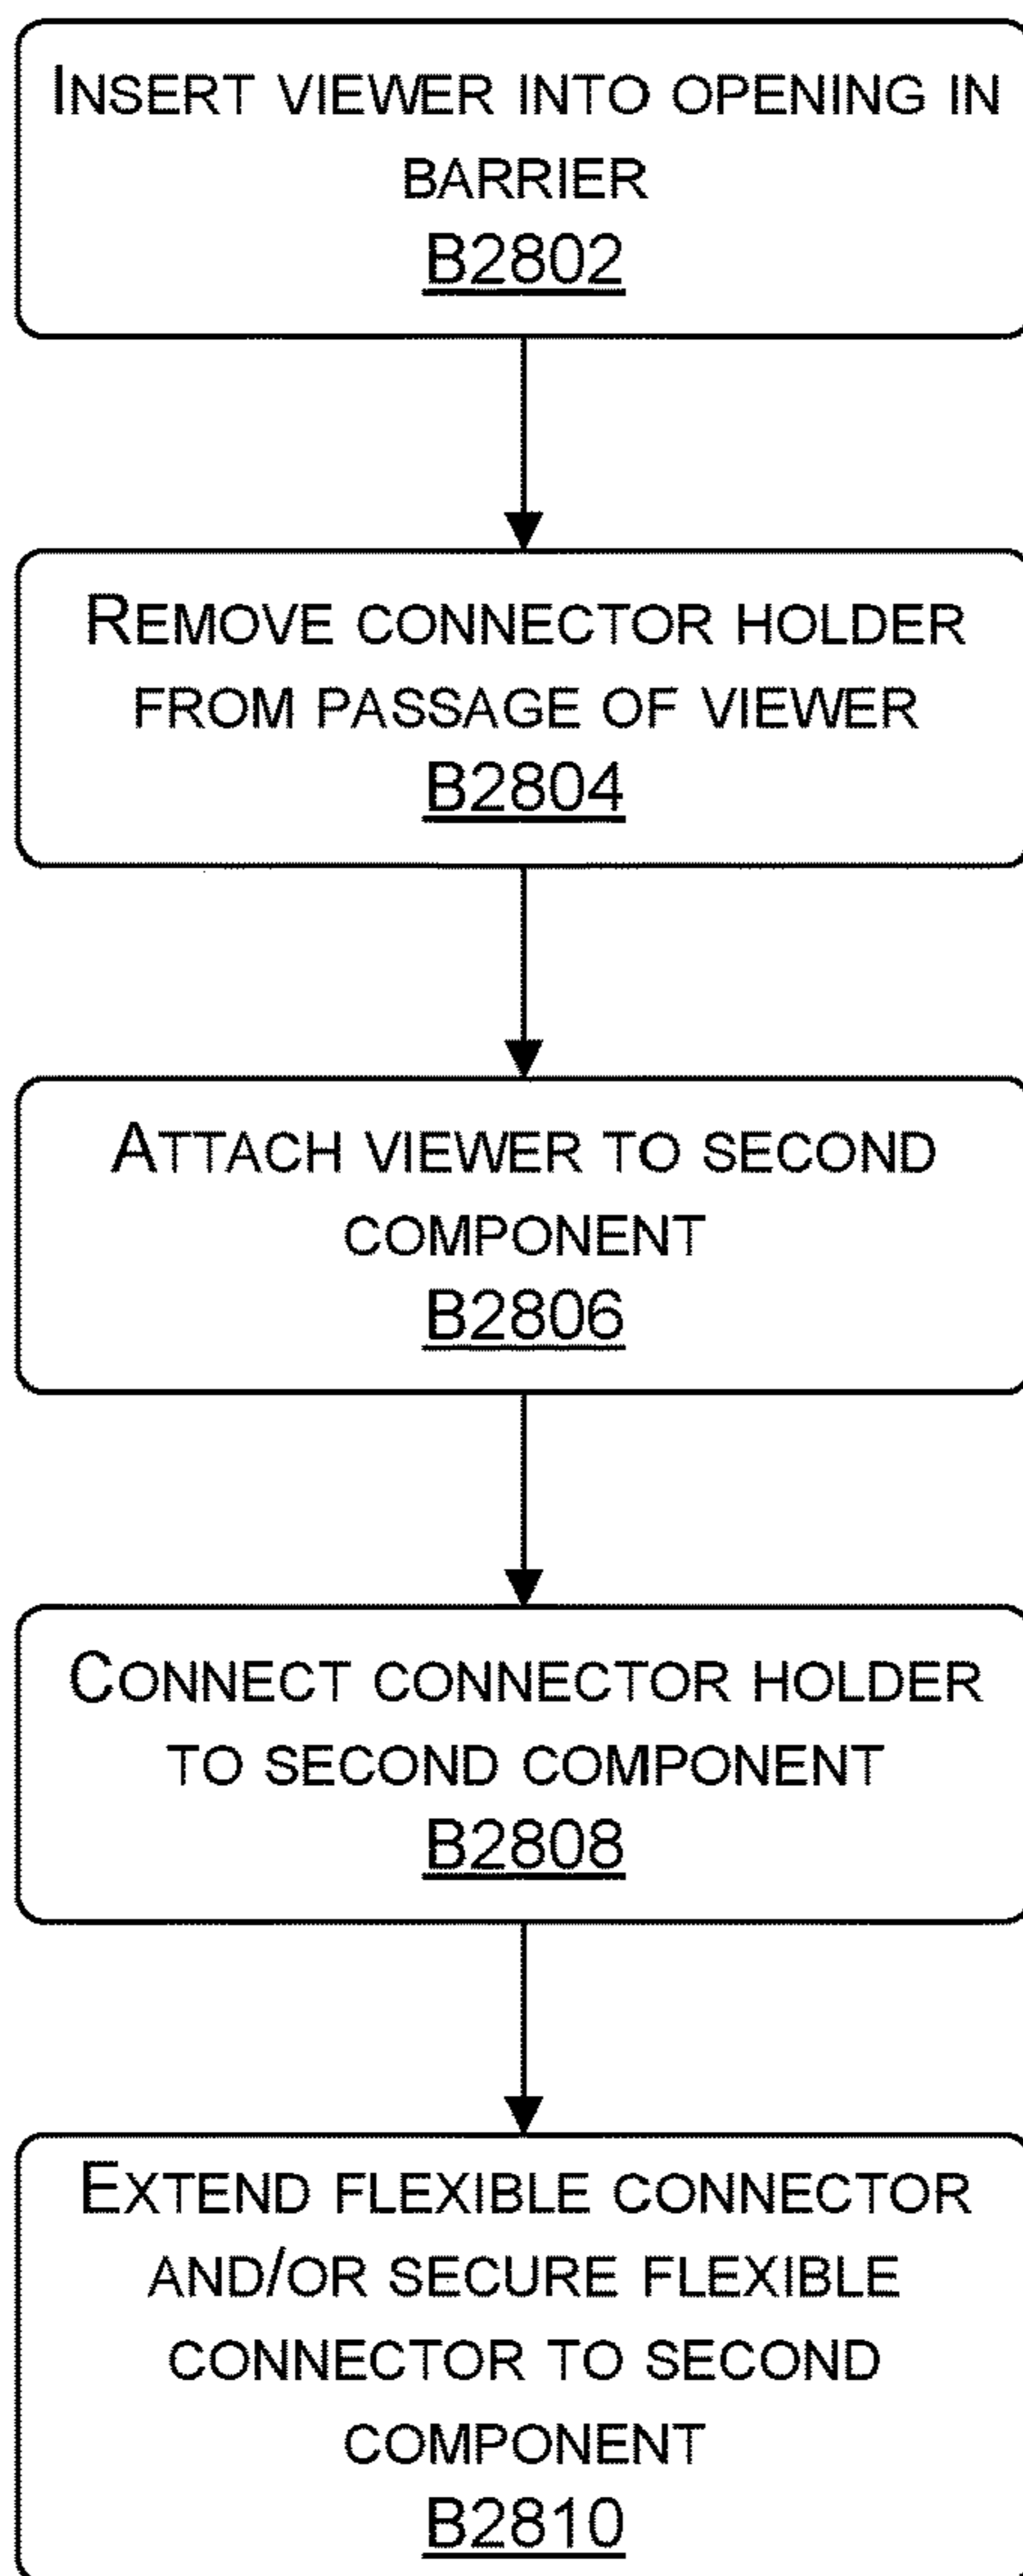 INSERT VIEWER INTO OPENING IN
BARRIER
B2802
REMOVE CONNECTOR HOLDER
FROM PASSAGE OF VIEWER
B2804
ATTACH VIEWER TO SECOND
COMPONENT
B2806
CONNECT CONNECTOR HOLDER
TO SECOND COMPONENT
B2808
EXTEND FLEXIBLE CONNECTOR
AND/OR SECURE FLEXIBLE
CONNECTOR TO SECOND
COMPONENT
B2810